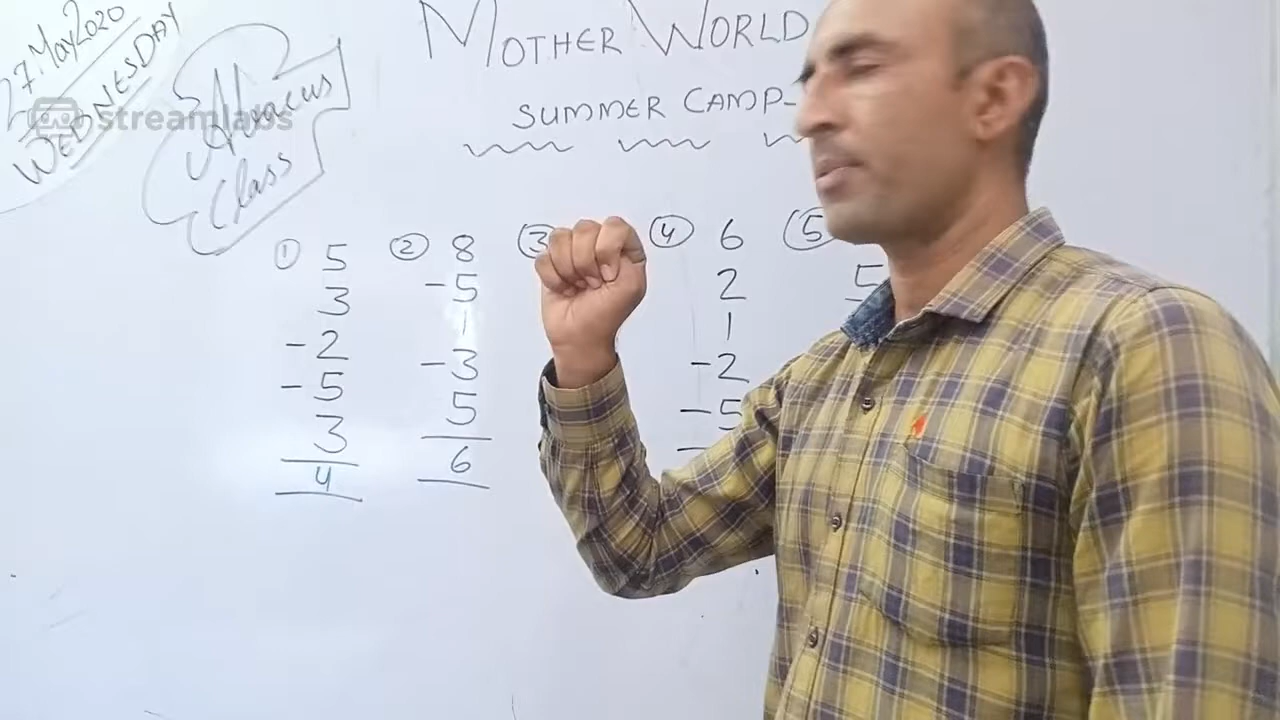 27 May 2020
WEDNESDAY
streamlabs
Abacus
Class
MOTHER WORLD
SUMMER CAMP-
① 5
3
-2
-5
3
4
② 8
-5
1
-3
5
6
③
④ 6
2
1
-2
-5
⑤
5